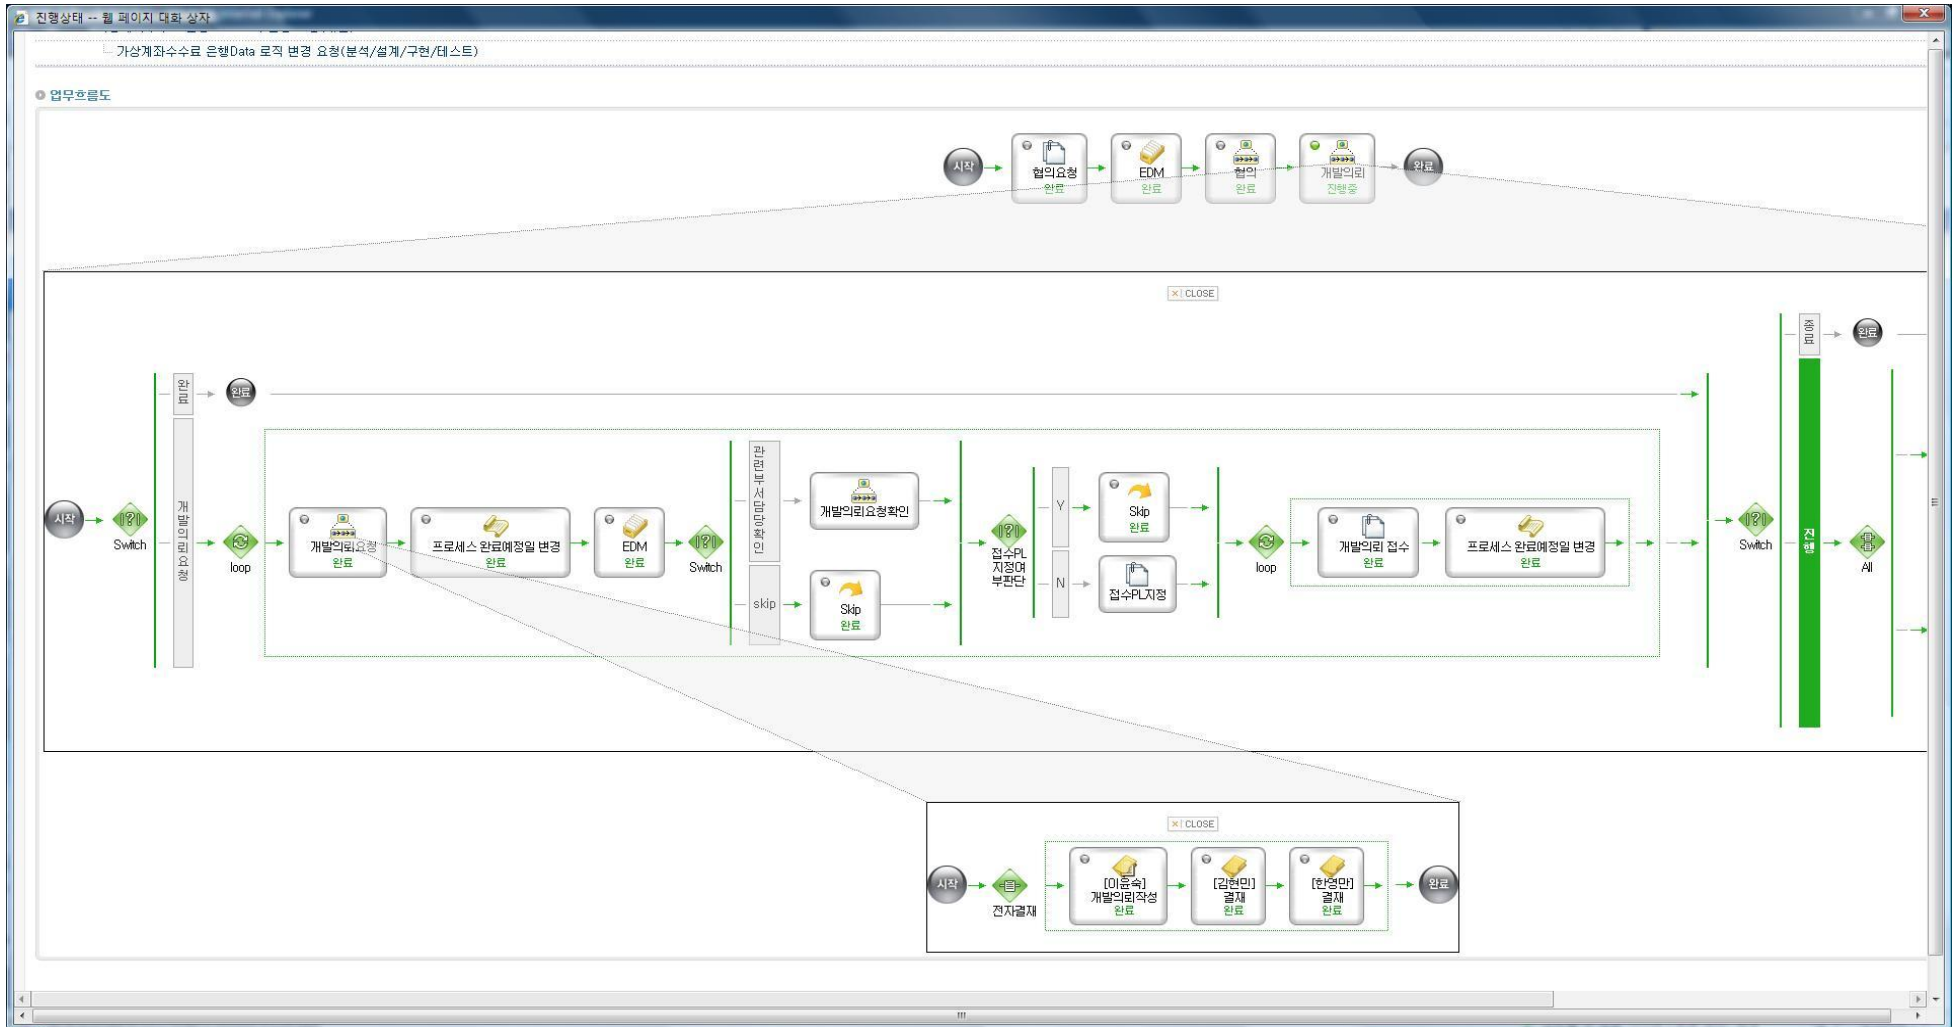 진행상태 -- 웹 페이지 대화 상자
가상계좌수수료 은행Data 로직 변경 요청(분석/설계/구현/테스트)
업무흐름도
시작
협의요청
완료
EDM
완료
협의
완료
개발의뢰
진행중
완료
CLOSE
시작
Switch
완료
완료
개발의뢰요청
loop
개발의뢰요청
완료
프로세스 완료예정일 변경
완료
EDM
완료
Switch
관련부서담당확인
개발의뢰요청확인
skip
Skip
완료
접수PL
지정여
부판단
Y
Skip
완료
N
접수PL지정
loop
개발의뢰 접수
완료
프로세스 완료예정일 변경
완료
Switch
종료
완료
진행
All
CLOSE
시작
전자결재
[이윤숙]
개발의뢰작성
완료
[김현민]
결재
완료
[한영만]
결재
완료
완료